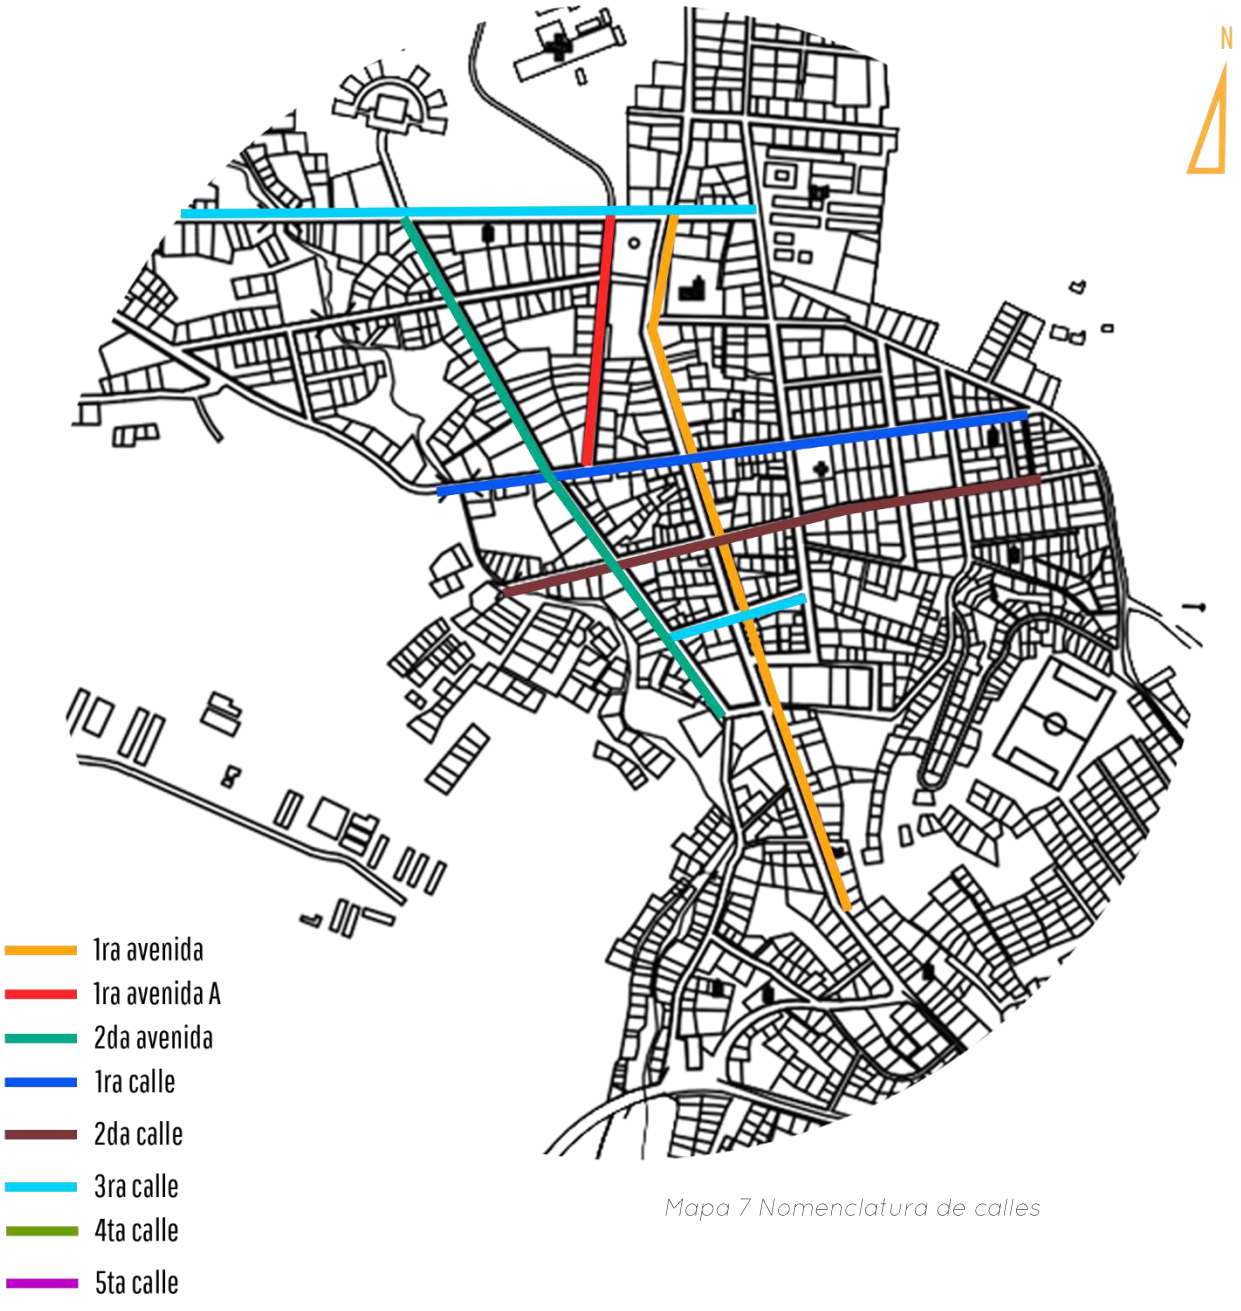 N
1ra avenida
1ra avenida A
2da avenida
1ra calle
2da calle
3ra calle
4ta calle
5ta calle
Mapa 7 Nomenclatura de calles